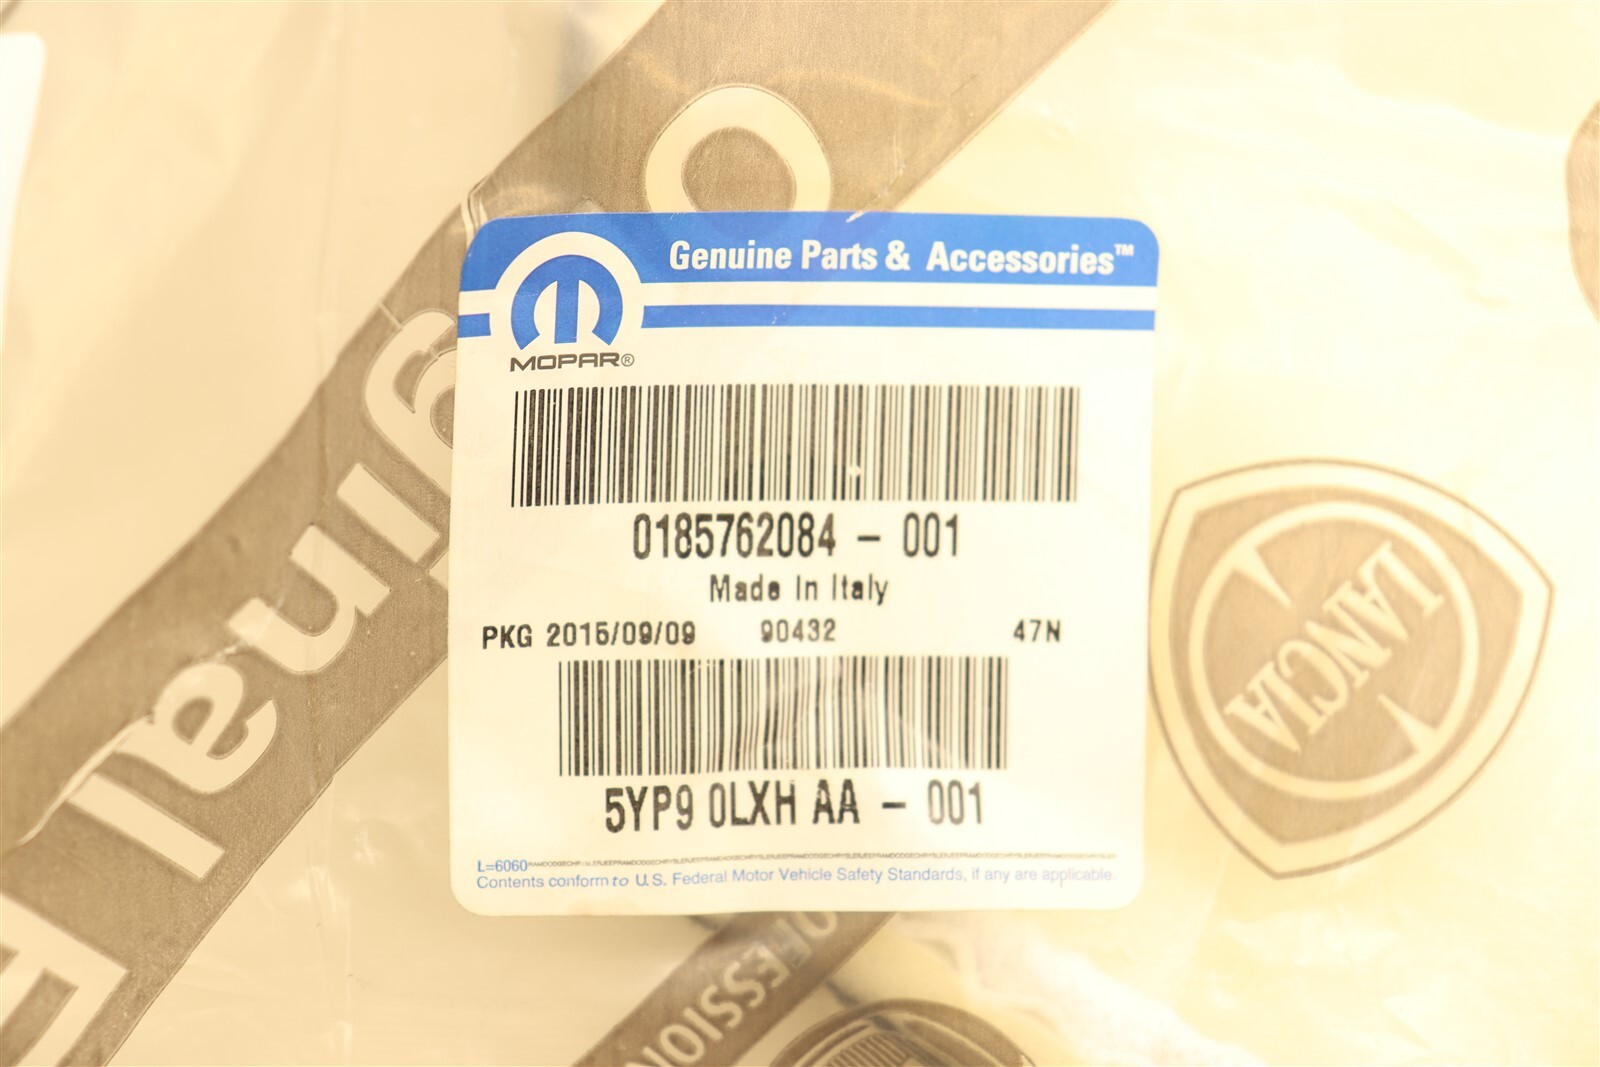 Genuine Parts & Accessories™
MOPAR®
0185762084 - 001
Made In Italy
PKG 2015/09/09 90432 47N
5YP9 0LXH AA - 001
L=6060
Contents conform to U.S. Federal Motor Vehicle Safety Standards, if any are applicable.
LANCIA